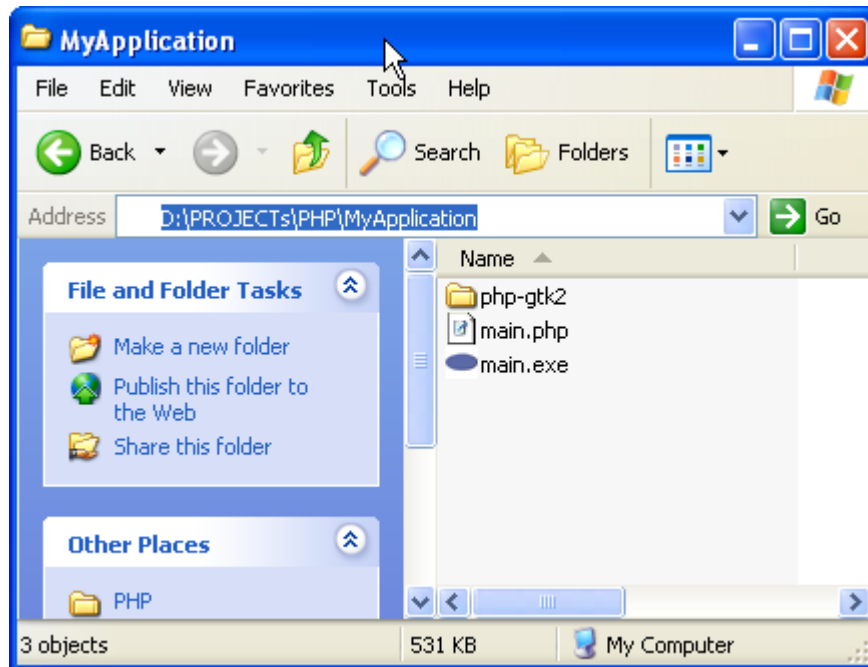 MyApplication
File Edit View Favorites Tools Help
Back Search Folders
Address D:\PROJECTs\PHP\MyApplication Go
File and Folder Tasks
Make a new folder
Publish this folder to
the Web
Share this folder
Other Places
PHP
Name
php-gtk2
main.php
main.exe
3 objects 531 KB My Computer